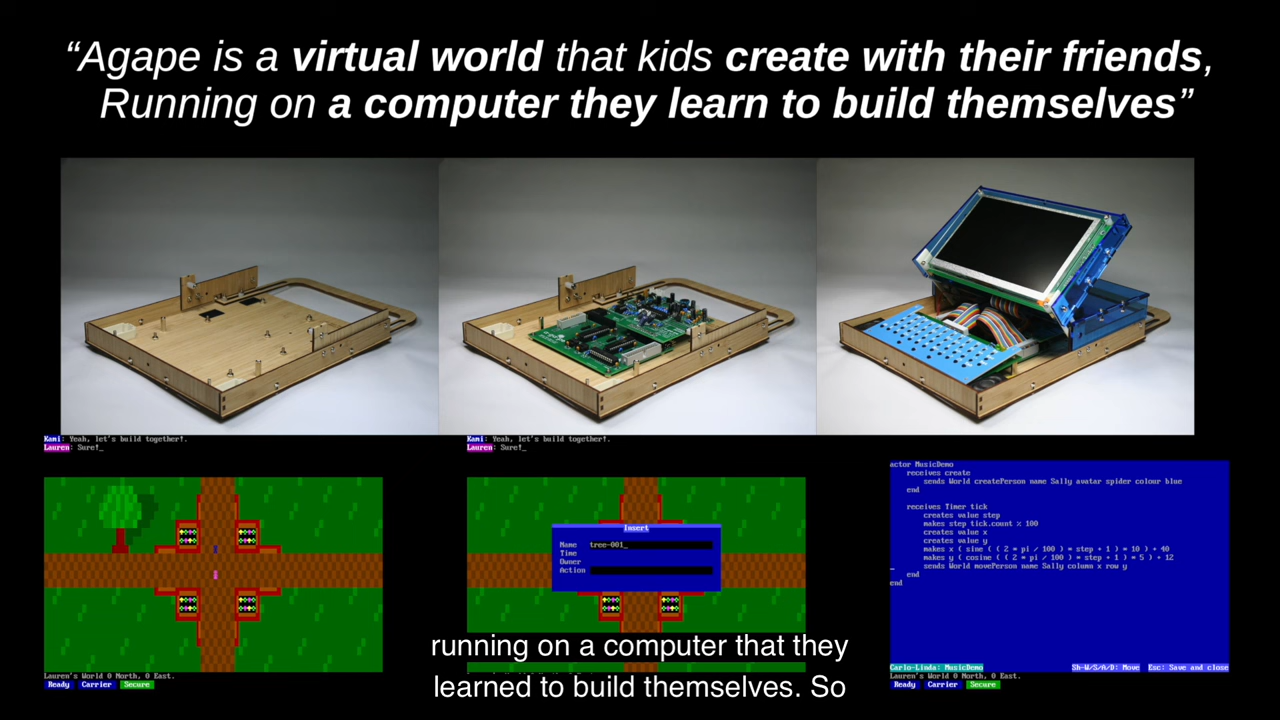 “Agape is a virtual world that kids create with their friends,
Running on a computer they learn to build themselves”
Kami: Yeah, let's build together!.
Lauren: Sure!_
Kami: Yeah, let's build together!.
Lauren: Sure!_
Insert
Name tree-001_
Time
Owner
Action
actor MusicDemo
receives create
sends World createPerson name Sally avatar spider colour blue
end
receives Timer tick
creates value step
makes step tick.count % 100
creates value x
creates value y
makes x ( sine ( ( 2 * pi / 100 ) * step + 1 ) * 10 ) + 40
makes y ( cosine ( ( 2 * pi / 100 ) * step + 1 ) * 5 ) + 12
sends World movePerson name Sally column x row y
end
end
Carlo-Linda: MusicDemo Sh-W/S/A/D: Move Esc: Save and close
Lauren's World 0 North, 0 East.
Ready Carrier Secure
Lauren's World 0 North, 0 East.
Ready Carrier Secure
running on a computer that they
learned to build themselves. So